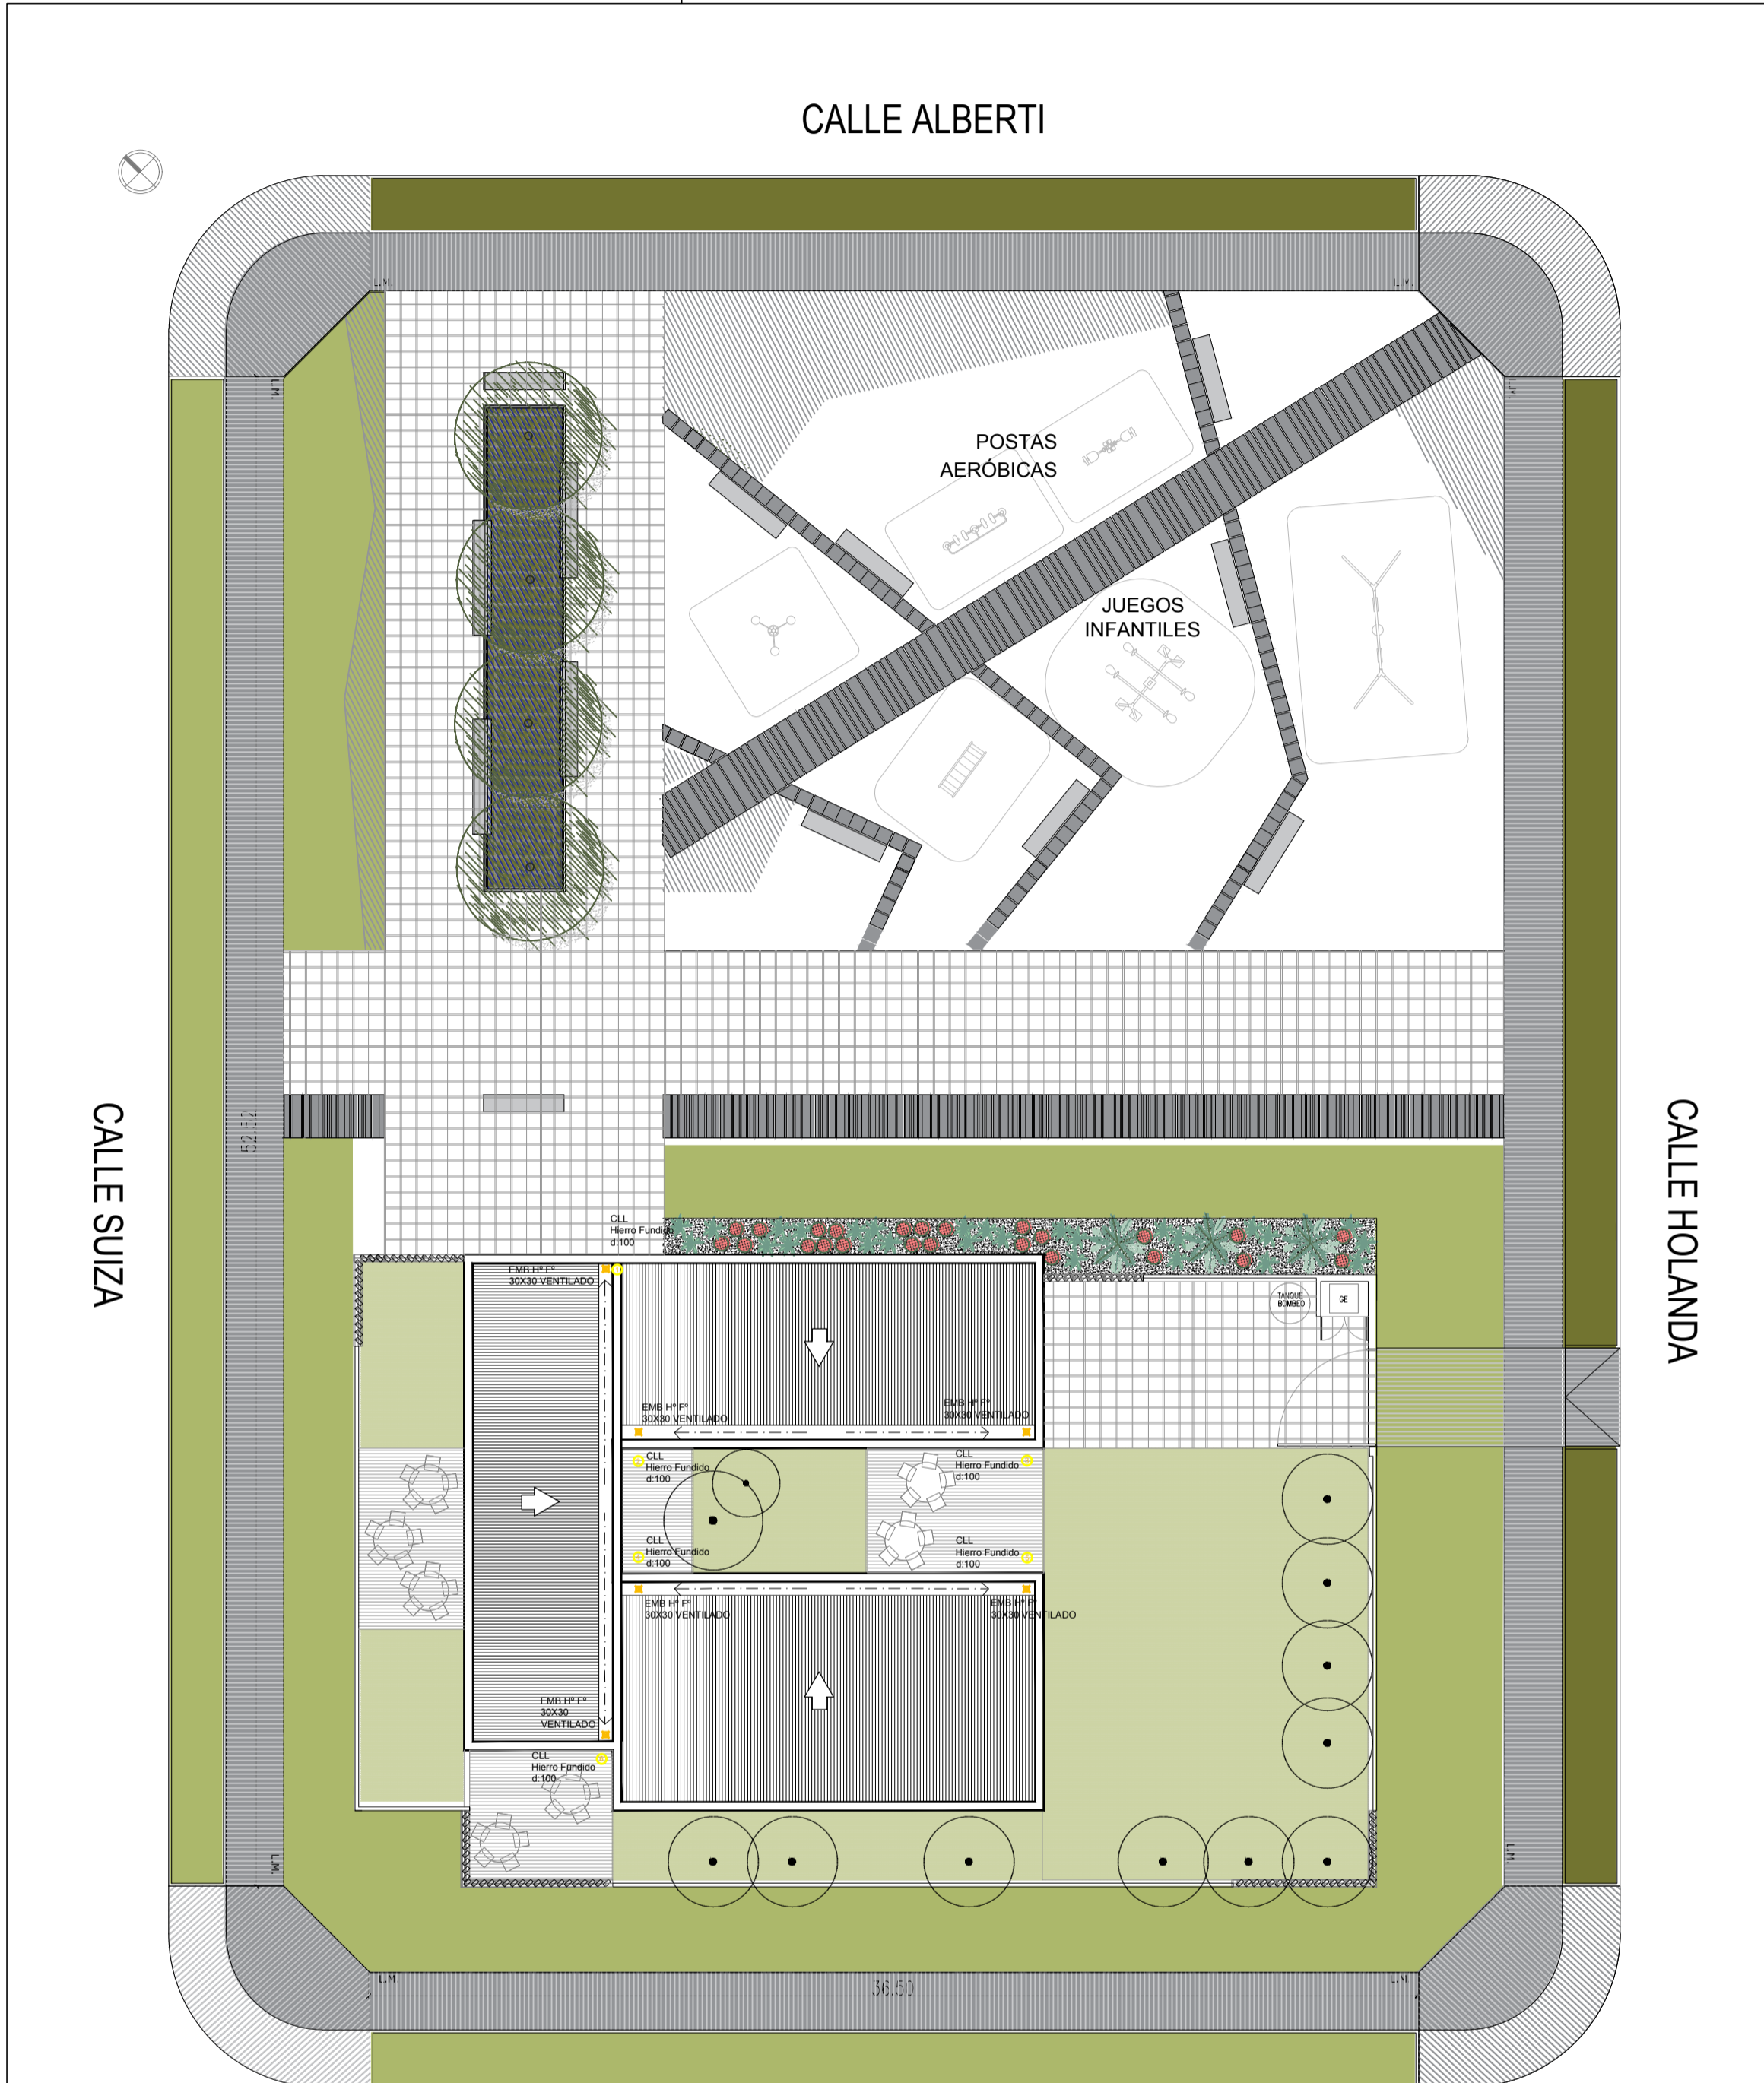 CALLE ALBERTI
L.M.
L.M.
L.M.
L.M.
POSTAS
AERÓBICAS
JUEGOS
INFANTILES
CALLE SUIZA
CALLE HOLANDA
CLL
Hierro Fundido
d:100
EMB Hº Fº
30X30 VENTILADO
TANQUE
BOMBEO
GE
EMB Hº Fº
30X30 VENTILADO
EMB Hº Fº
30X30 VENTILADO
CLL
Hierro Fundido
d:100
CLL
Hierro Fundido
d:100
CLL
Hierro Fundido
d:100
CLL
Hierro Fundido
d:100
EMB Hº Fº
30X30 VENTILADO
EMB Hº Fº
30X30 VENTILADO
EMB Hº Fº
30X30
VENTILADO
CLL
Hierro Fundido
d:100
L.M.
L.M.
L.M.
L.M.
36.50